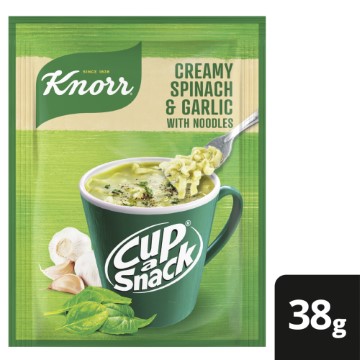 SINCE 1838
Knorr
CREAMY
SPINACH
& GARLIC
WITH NOODLES
CUP
a
SNACK
38g